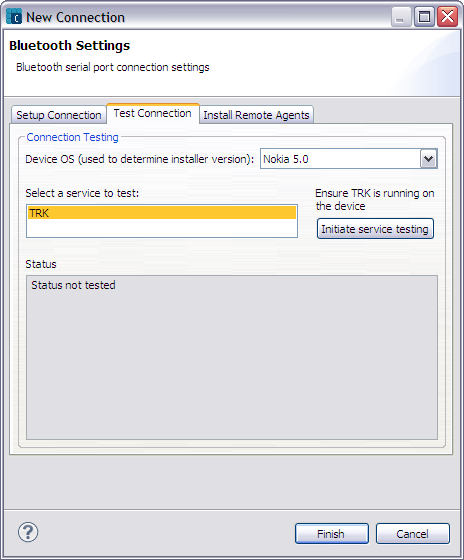 New Connection
Bluetooth Settings
Bluetooth serial port connection settings
Setup Connection Test Connection Install Remote Agents
Connection Testing
Device OS (used to determine installer version): Nokia 5.0
Select a service to test:
Ensure TRK is running on
the device
TRK
Initiate service testing
Status
Status not tested
? Finish Cancel